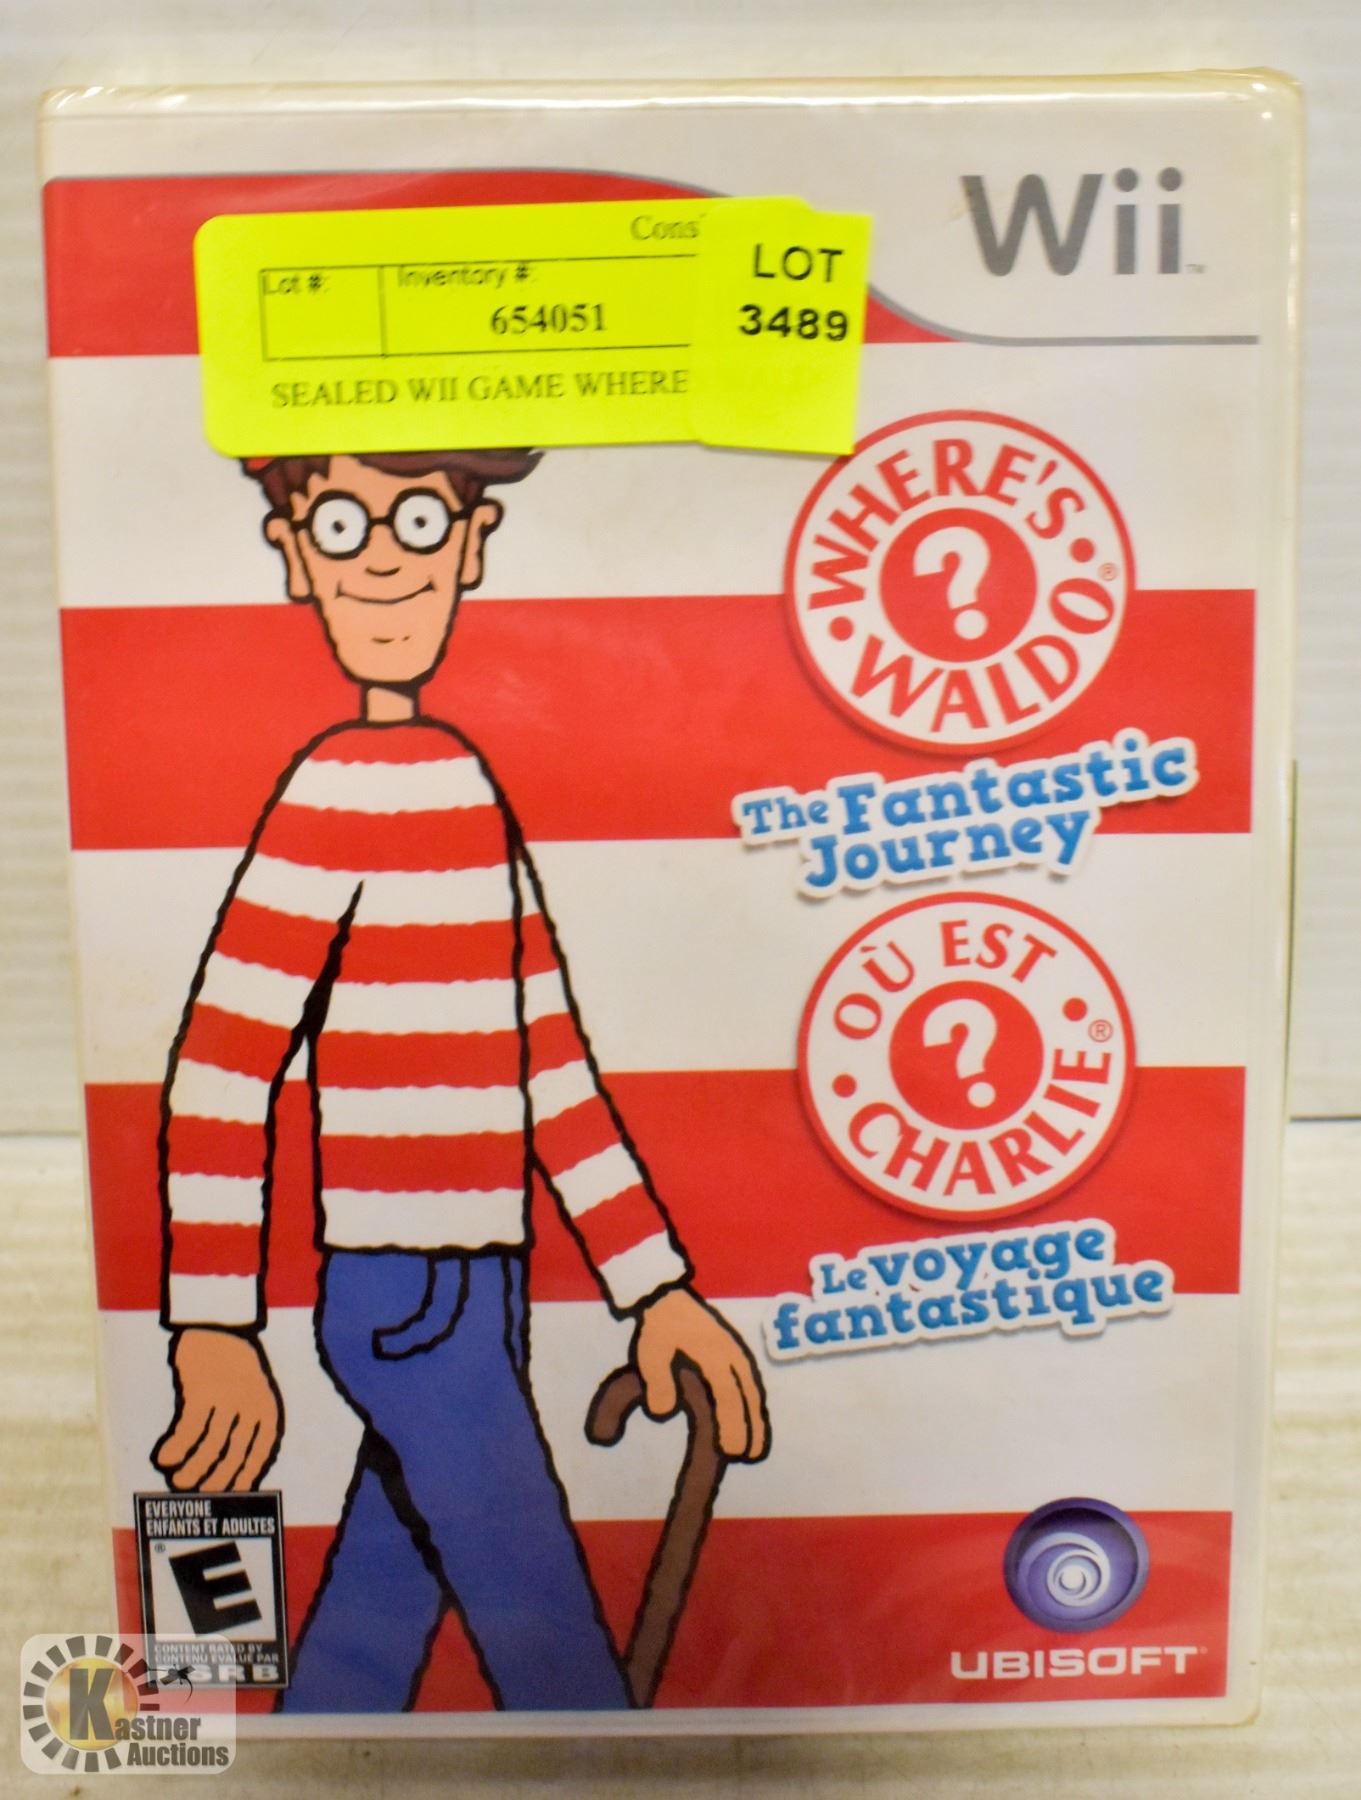 Wii™
Cons
Lot #:
Inventory #:
654051
SEALED WII GAME WHERE
LOT
3489
WHERE'S
WALDO®
?
The Fantastic
Journey
OÙ EST
CHARLIE®
?
Le voyage
fantastique
EVERYONE
ENFANTS ET ADULTES
E®
CONTENT RATED BY
CONTENU ÉVALUÉ PAR
ESRB
UBISOFT
Kastner
Auctions